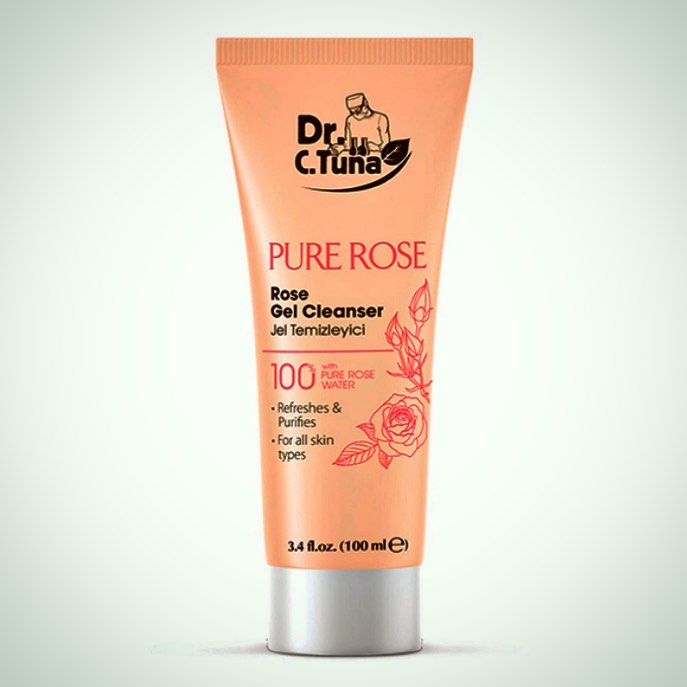 Dr.
C.Tuna
PURE ROSE
Rose
Gel Cleanser
Jel Temizleyici
100% with
PURE ROSE
WATER
• Refreshes &
Purifies
• For all skin
types
3.4 fl.oz. (100 ml ℮)